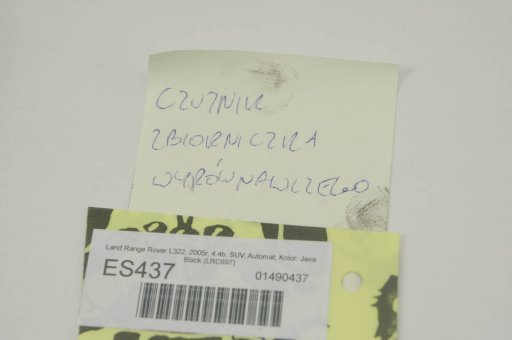 CZUJNIK
ZBIORNICZKA
WYRÓWNAWCZEGO
Land Range Rover L322, 2005r, 4.4b, SUV, Automat, Kolor: Java
Black (LRC697)
ES437
01490437